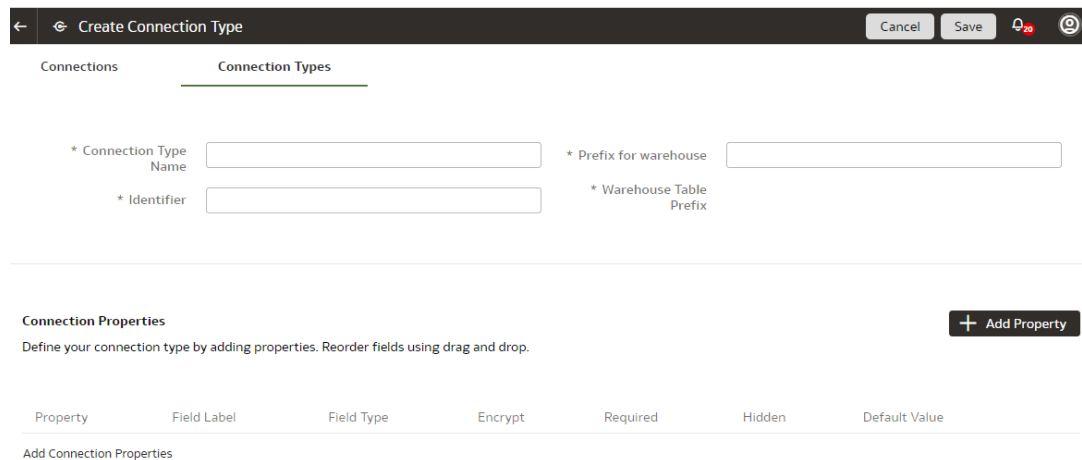 Create Connection Type
Cancel
Save
20
Connections
Connection Types
* Connection Type
Name
* Prefix for warehouse
* Identifier
* Warehouse Table
Prefix
Connection Properties
+ Add Property
Define your connection type by adding properties. Reorder fields using drag and drop.
Property Field Label Field Type Encrypt Required Hidden Default Value
Add Connection Properties